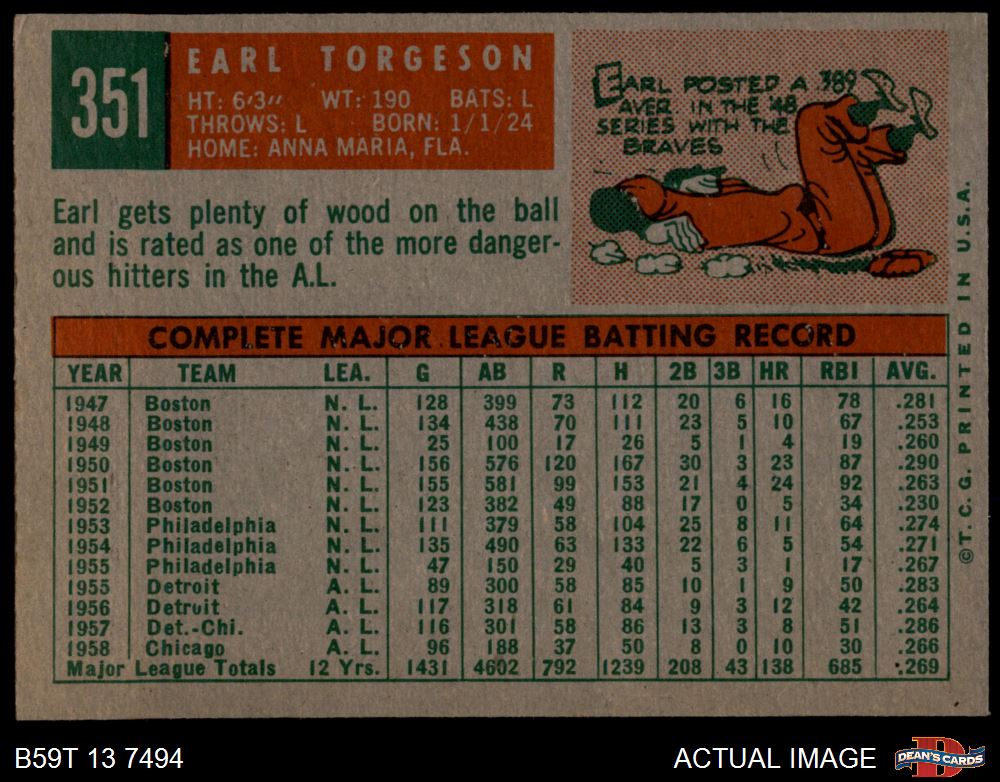 351
EARL TORGESON
HT: 6'3" WT: 190 BATS: L
THROWS: L BORN: 1/1/24
HOME: ANNA MARIA, FLA.
EARL POSTED A .389
AVER. IN THE '48
SERIES WITH THE
BRAVES
Earl gets plenty of wood on the ball
and is rated as one of the more danger-
ous hitters in the A.L.
COMPLETE MAJOR LEAGUE BATTING RECORD
YEAR TEAM LEA. G AB R H 2B 3B HR RBI AVG.
1947 Boston N. L. 128 399 73 112 20 6 16 78 .281
1948 Boston N. L. 134 438 70 111 23 5 10 67 .253
1949 Boston N. L. 25 100 17 26 5 1 4 19 .260
1950 Boston N. L. 156 576 120 167 30 3 23 87 .290
1951 Boston N. L. 155 581 99 153 21 4 24 92 .263
1952 Boston N. L. 123 382 49 88 17 0 5 34 .230
1953 Philadelphia N. L. 111 379 58 104 25 8 11 64 .274
1954 Philadelphia N. L. 135 490 63 133 22 6 5 54 .271
1955 Philadelphia N. L. 47 150 29 40 5 3 1 17 .267
1955 Detroit A. L. 89 300 58 85 10 1 9 50 .283
1956 Detroit A. L. 117 318 61 84 9 3 12 42 .264
1957 Det.-Chi. A. L. 116 301 58 86 13 3 8 51 .286
1958 Chicago A. L. 96 188 37 50 8 0 10 30 .266
Major League Totals 12 Yrs. 1431 4602 792 1239 208 43 138 685 .269
©T.C.G. PRINTED IN U.S.A.
B59T 13 7494
ACTUAL IMAGE
D
DEAN'S CARDS